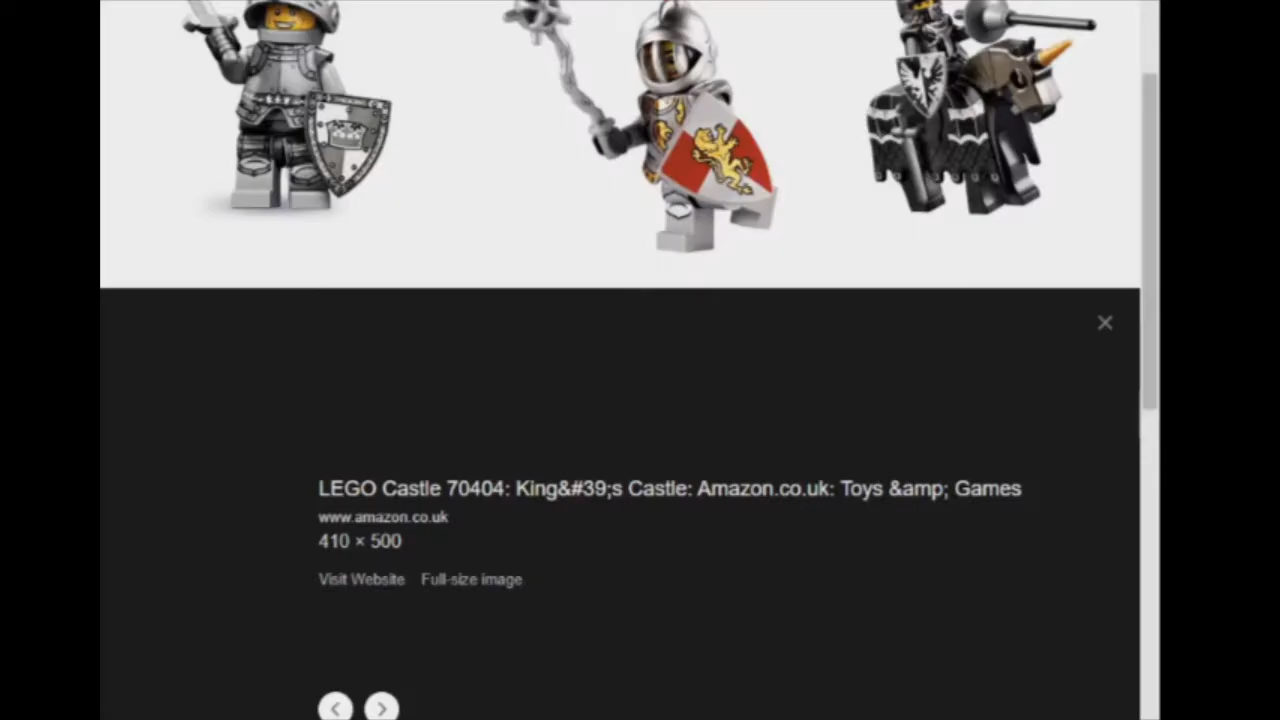 LEGO Castle 70404: King&#39;s Castle: Amazon.co.uk: Toys &amp; Games
www.amazon.co.uk
410 × 500
Visit Website Full-size image